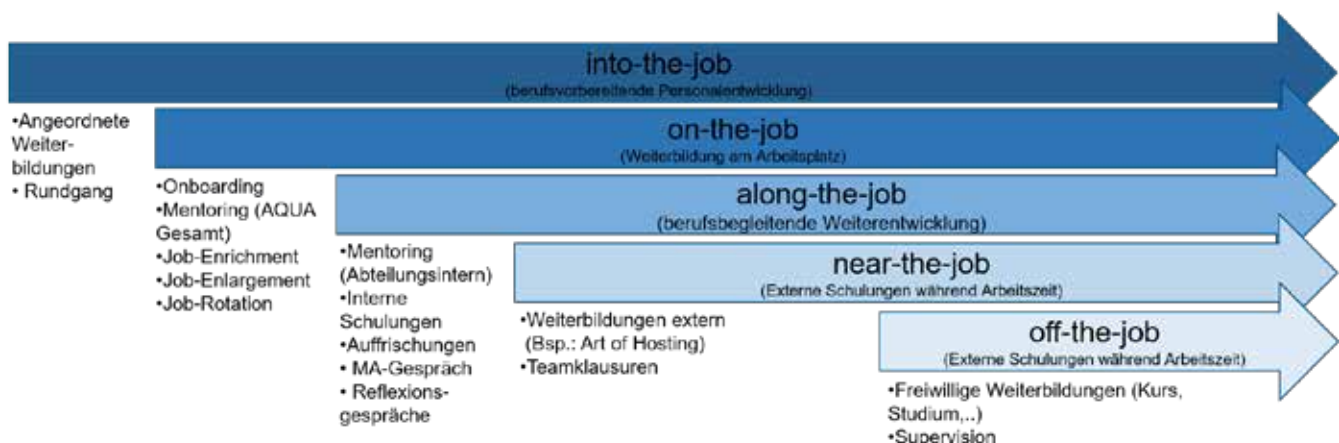 into-the-job
(berufsvorbereitende Personalentwicklung)
•Angeordnete
Weiter-
bildungen
• Rundgang
on-the-job
(Weiterbildung am Arbeitsplatz)
•Onboarding
•Mentoring (AQUA
Gesamt)
•Job-Enrichment
•Job-Enlargement
•Job-Rotation
along-the-job
(berufsbegleitende Weiterentwicklung)
•Mentoring
(Abteilungsintern)
•Interne
Schulungen
•Auffrischungen
• MA-Gespräch
• Reflexions-
gespräche
near-the-job
(Externe Schulungen während Arbeitszeit)
•Weiterbildungen extern
(Bsp.: Art of Hosting)
•Teamklausuren
off-the-job
(Externe Schulungen während Arbeitszeit)
•Freiwillige Weiterbildungen (Kurs,
Studium,..)
•Supervision